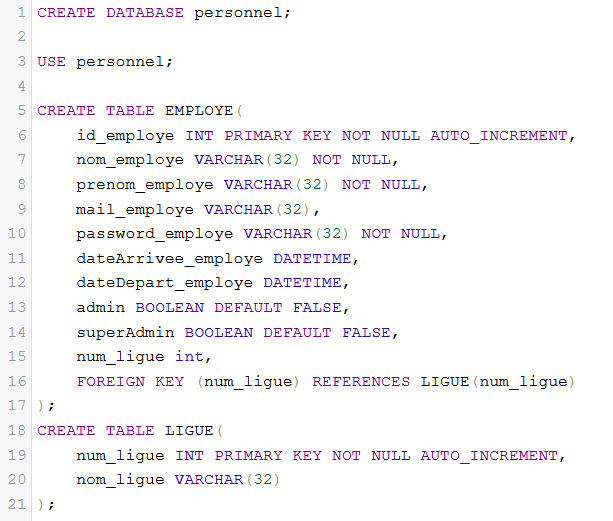 1 CREATE DATABASE personnel;
2
3 USE personnel;
4
5 CREATE TABLE EMPLOYE(
6     id_employe INT PRIMARY KEY NOT NULL AUTO_INCREMENT,
7     nom_employe VARCHAR(32) NOT NULL,
8     prenom_employe VARCHAR(32) NOT NULL,
9     mail_employe VARCHAR(32),
10     password_employe VARCHAR(32) NOT NULL,
11     dateArrivee_employe DATETIME,
12     dateDepart_employe DATETIME,
13     admin BOOLEAN DEFAULT FALSE,
14     superAdmin BOOLEAN DEFAULT FALSE,
15     num_ligue int,
16     FOREIGN KEY (num_ligue) REFERENCES LIGUE(num_ligue)
17 );
18 CREATE TABLE LIGUE(
19     num_ligue INT PRIMARY KEY NOT NULL AUTO_INCREMENT,
20     nom_ligue VARCHAR(32)
21 );